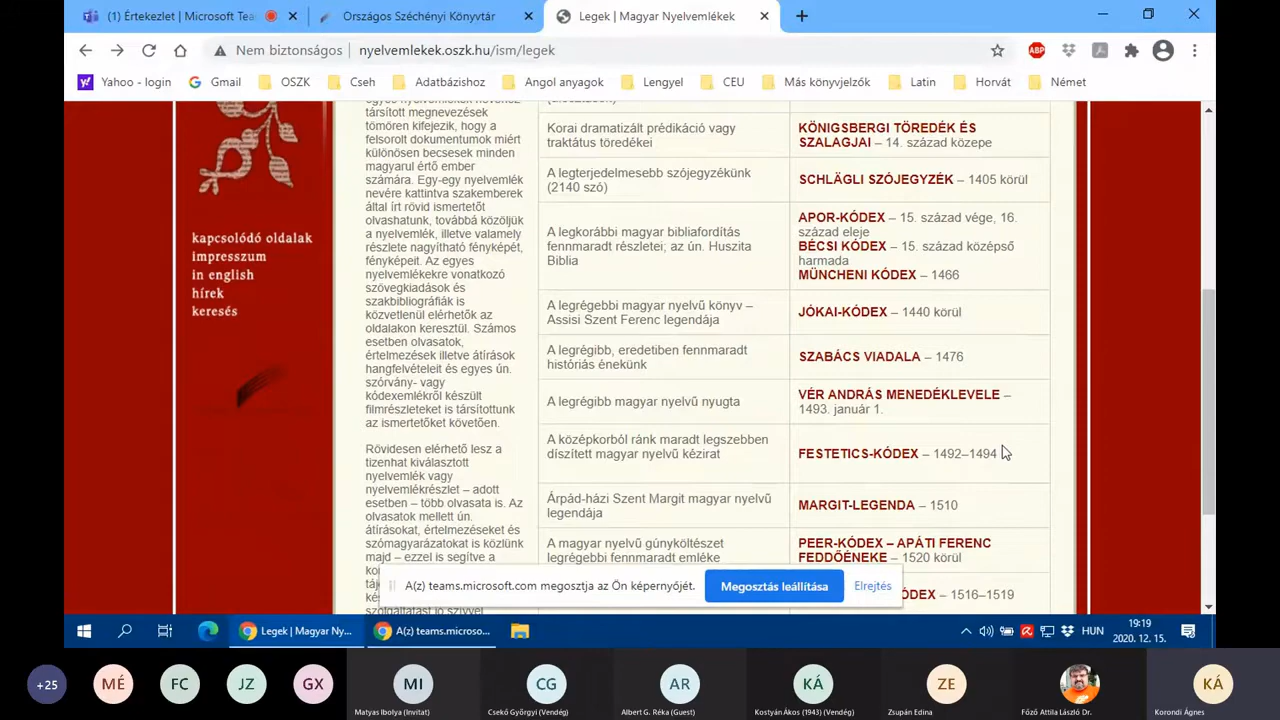 (1) Értekezlet | Microsoft Tea
Országos Széchényi Könyvtár
Legek | Magyar Nyelvemlékek
Nem biztonságos
nyelvemlekek.oszk.hu/ism/legek
ABP
Yahoo - login
Gmail
OSZK
Cseh
Adatbázishoz
Angol anyagok
Lengyel
CEU
Más könyvjelzők
Latin
Horvát
Német
kapcsolódó oldalak
impresszum
in english
hírek
keresés
társított megnevezések
tömören kifejezik, hogy a
felsorolt dokumentumok miért
különösen becsesek minden
magyarul értő ember
számára. Egy-egy nyelvemlék
nevére kattintva szakemberek
által írt rövid ismertetőt
olvashatunk, továbbá közöljük
a nyelvemlék, illetve valamely
részlete nagyítható fényképét,
fényképeit. Az egyes
nyelvemlékekre vonatkozó
szövegkiadások és
szakbibliográfiák is
közvetlenül elérhetők az
oldalakon keresztül. Számos
esetben olvasatok,
értelmezések illetve átírások
hangfelvételeit és egyes ún.
szórvány- vagy
kódexemlékről készült
filmrészleteket is társítottunk
az ismertetőket követően.
Rövidesen elérhető lesz a
tizenhat kiválasztott
nyelvemlék vagy
nyelvemlékrészlet – adott
esetben – több olvasata is. Az
olvasatok mellett ún.
átírásokat, értelmezéseket és
szómagyarázatokat is közlünk
majd – ezzel is segítve a
Korai dramatizált prédikáció vagy
traktátus töredékei
KÖNIGSBERGI TÖREDÉK ÉS
SZALAGJAI – 14. század közepe
A legterjedelmesebb szójegyzékünk
(2140 szó)
SCHLÄGLI SZÓJEGYZÉK – 1405 körül
A legkorábbi magyar bibliafordítás
fennmaradt részletei; az ún. Huszita
Biblia
APOR-KÓDEX – 15. század vége, 16.
század eleje
BÉCSI KÓDEX – 15. század középső
harmada
MÜNCHENI KÓDEX – 1466
A legrégebbi magyar nyelvű könyv –
Assisi Szent Ferenc legendája
JÓKAI-KÓDEX – 1440 körül
A legrégibb, eredetiben fennmaradt
históriás énekünk
SZABÁCS VIADALA – 1476
A legrégibb magyar nyelvű nyugta
VÉR ANDRÁS MENEDÉKLEVELE –
1493. január 1.
A középkorból ránk maradt legszebben
díszített magyar nyelvű kézirat
FESTETICS-KÓDEX – 1492–1494
Árpád-házi Szent Margit magyar nyelvű
legendája
MARGIT-LEGENDA – 1510
A magyar nyelvű gúnyköltészet
legrégebbi fennmaradt emléke
PEER-KÓDEX – APÁTI FERENC
FEDDŐÉNEKE – 1520 körül
– 1516–1519
A(z) teams.microsoft.com megosztja az Ön képernyőjét.
Megosztás leállítása
Elrejtés
Legek | Magyar Ny...
A(z) teams.microso...
HUN
19:19
2020. 12. 15.
+25
MÉ
FC
JZ
GX
MI
CG
AR
KÁ
ZE
KÁ
Matyas Ibolya (Invitat)
Csekő Györgyi (Vendég)
Albert G. Réka (Guest)
Kostyán Ákos (1943) (Vendég)
Zsupán Edina
Főző Attila László Dr.
Korondi Ágnes